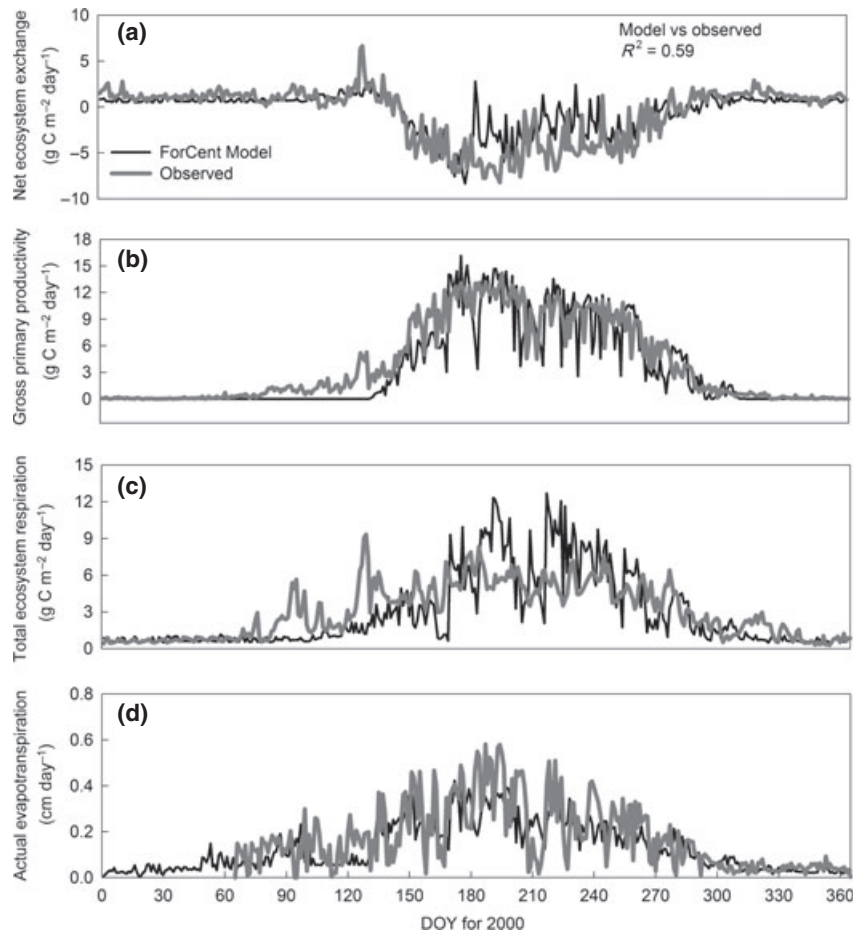 (a)
Model vs observed
R² = 0.59
Net ecosystem exchange
(g C m⁻² day⁻¹)
10
5
0
−5
−10
ForCent Model
Observed
(b)
Gross primary productivity
(g C m⁻² day⁻¹)
18
15
12
9
6
3
0
(c)
Total ecosystem respiration
(g C m⁻² day⁻¹)
15
12
9
6
3
0
(d)
Actual evapotranspiration
(cm day⁻¹)
0.8
0.6
0.4
0.2
0.0
0 30 60 90 120 150 180 210 240 270 300 330 360
DOY for 2000